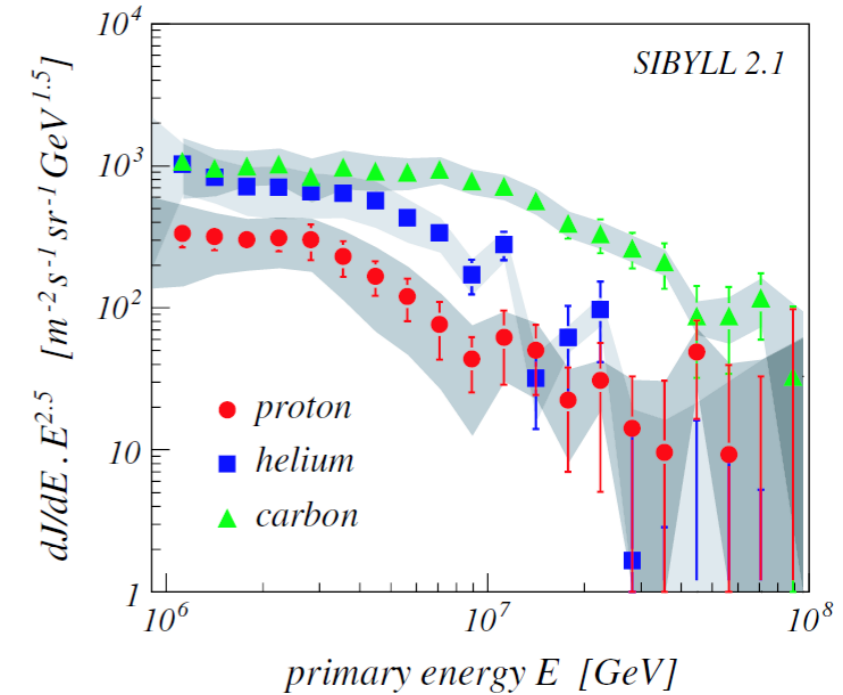 10^4
10^3
10^2
10
1
dJ/dE . E^2.5 [m^-2 s^-1 sr^-1 GeV^1.5]
SIBYLL 2.1
proton
helium
carbon
10^6
10^7
10^8
primary energy E [GeV]